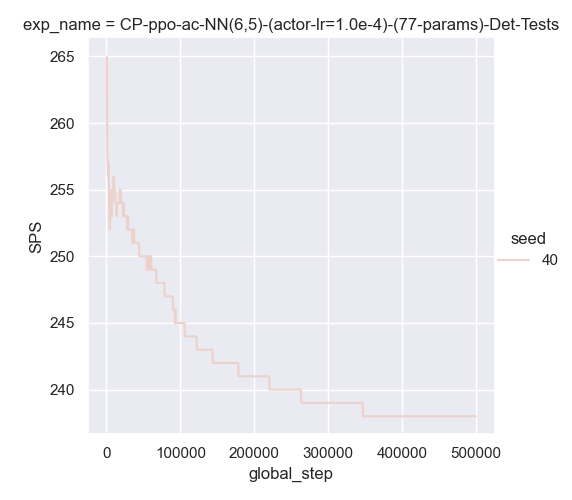 exp_name = CP-ppo-ac-NN(6,5)-(actor-lr=1.0e-4)-(77-params)-Det-Tests
265
260
255
250
245
240
SPS
seed
40
0 100000 200000 300000 400000 500000
global_step